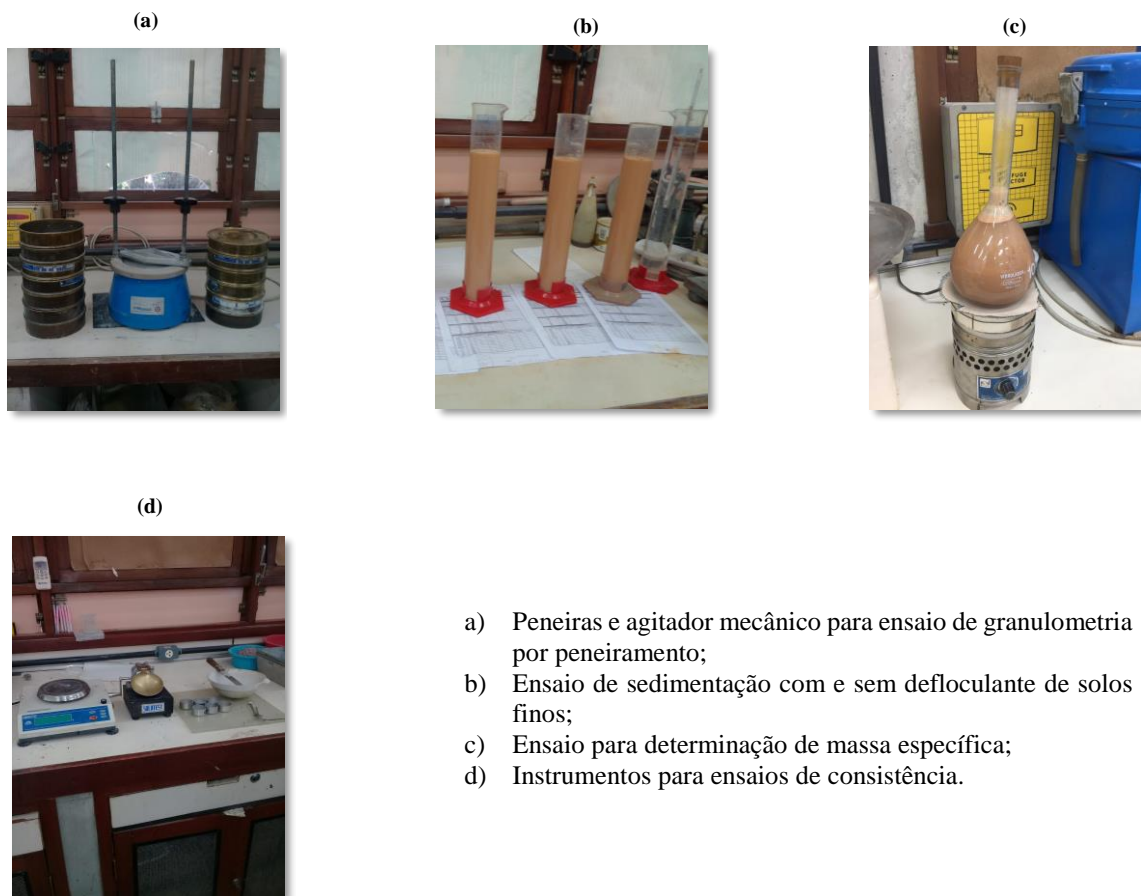 (a)
(b)
(c)
(d)
a) Peneiras e agitador mecânico para ensaio de granulometria
por peneiramento;
b) Ensaio de sedimentação com e sem defloculante de solos
finos;
c) Ensaio para determinação de massa específica;
d) Instrumentos para ensaios de consistência.